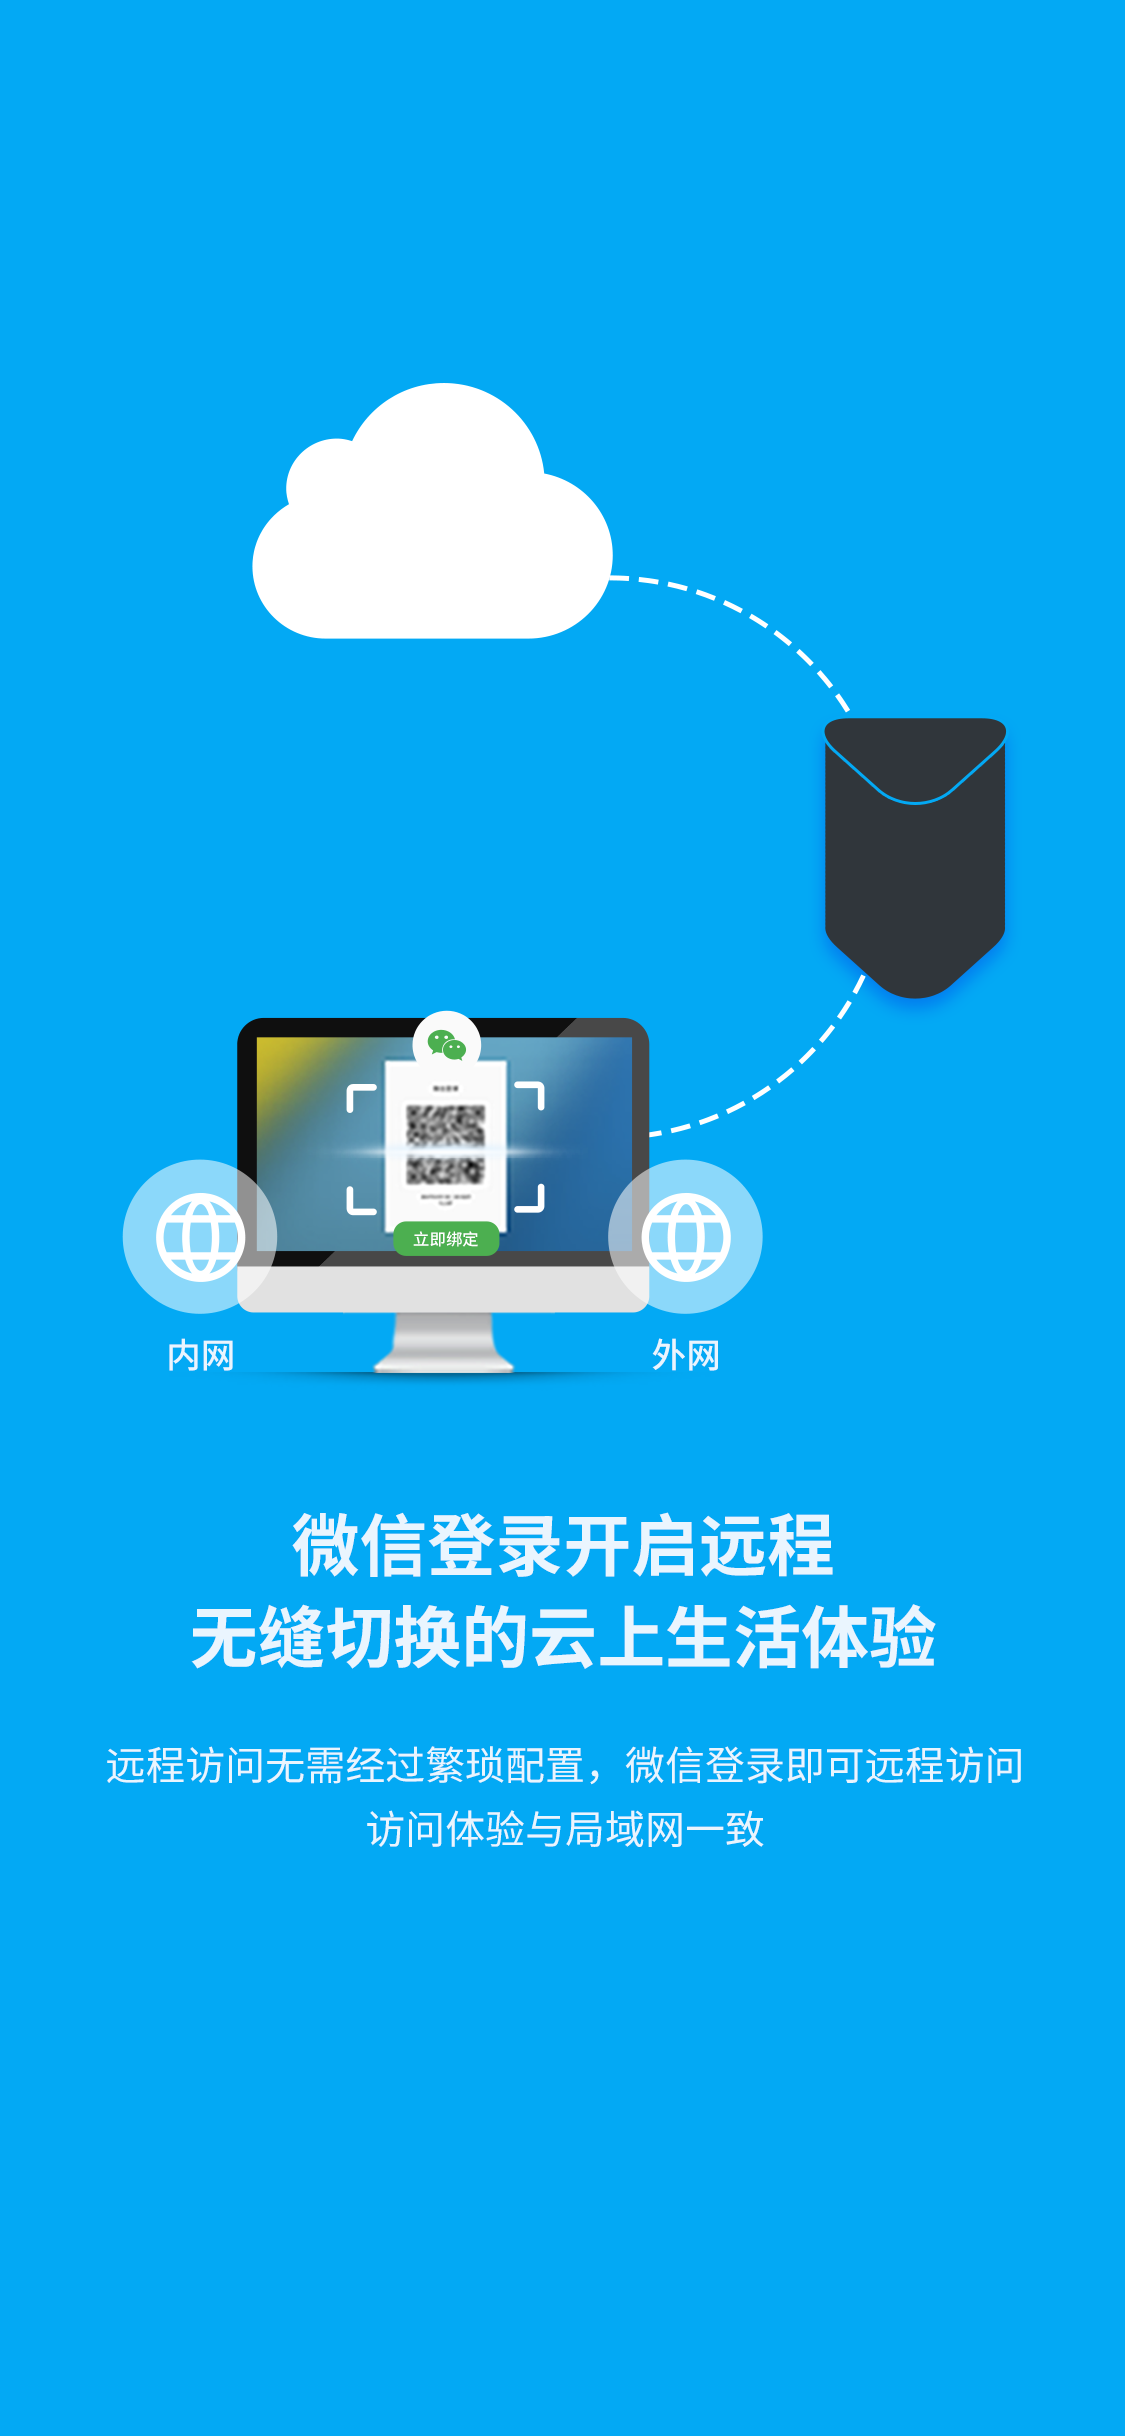 立即绑定
内网
外网
微信登录开启远程
无缝切换的云上生活体验
远程访问无需经过繁琐配置，微信登录即可远程访问
访问体验与局域网一致